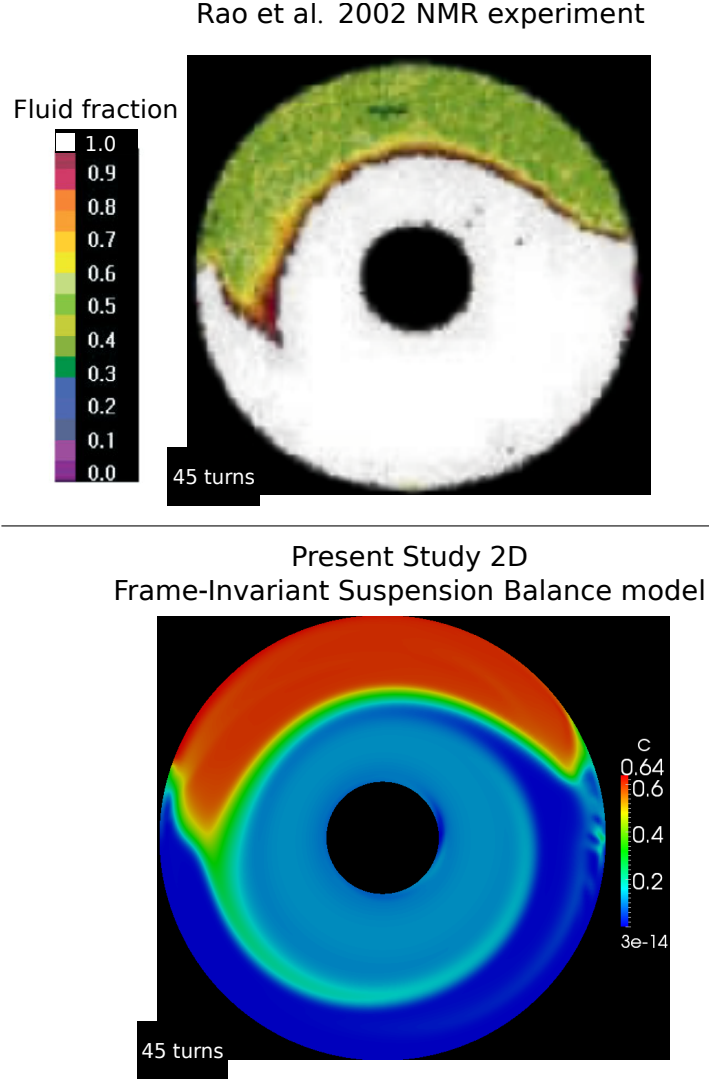 Rao et al. 2002 NMR experiment
Fluid fraction
1.0
0.9
0.8
0.7
0.6
0.5
0.4
0.3
0.2
0.1
0.0
45 turns
Present Study 2D
Frame-Invariant Suspension Balance model
C
0.64
0.6
0.4
0.2
3e-14
45 turns